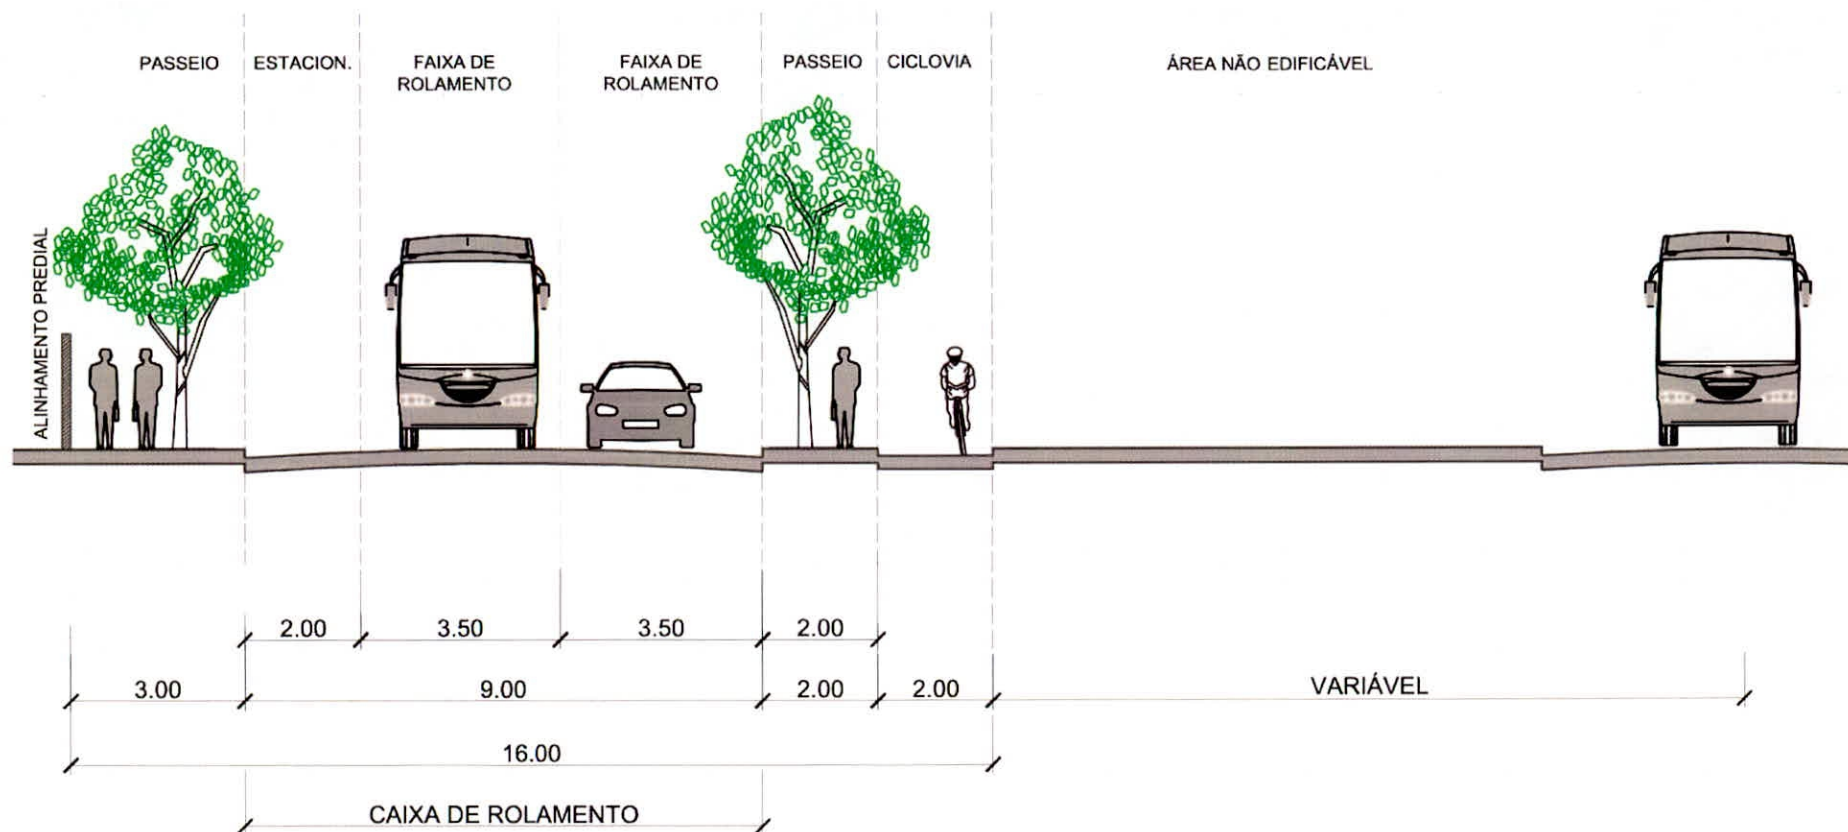 PASSEIO
ESTACION.
FAIXA DE
ROLAMENTO
FAIXA DE
ROLAMENTO
PASSEIO
CICLOVIA
ÁREA NÃO EDIFICÁVEL
ALINHAMENTO PREDIAL
2.00
3.50
3.50
2.00
3.00
9.00
2.00
2.00
VARIÁVEL
16.00
CAIXA DE ROLAMENTO